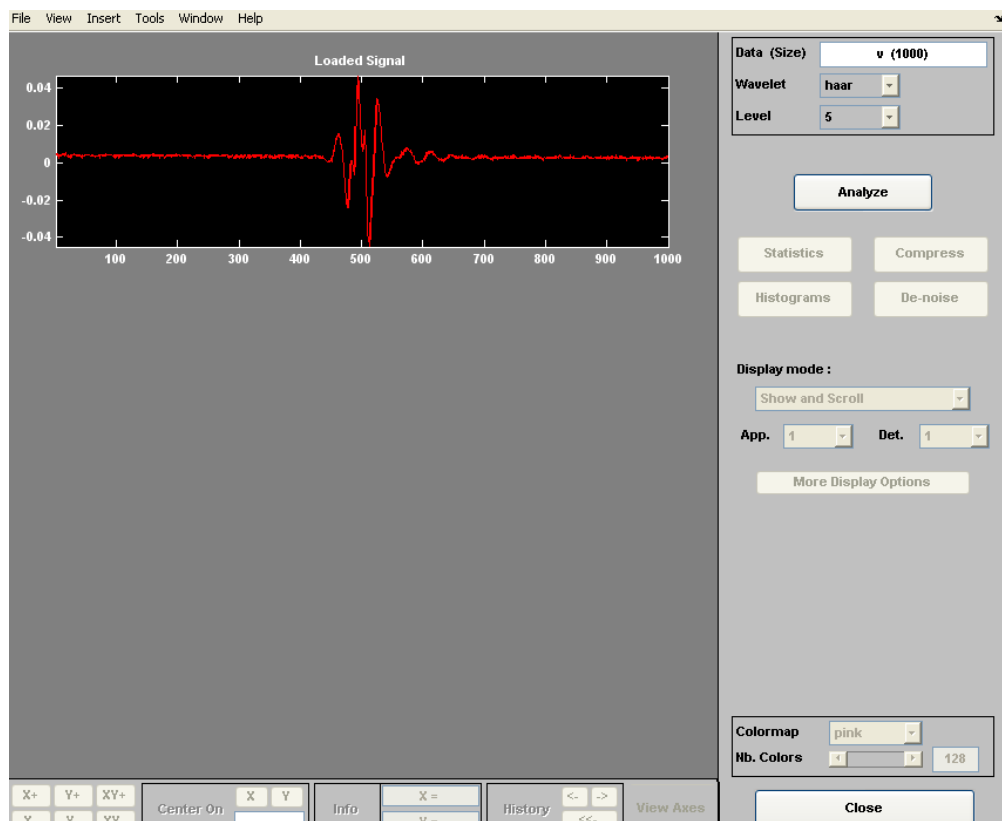 File View Insert Tools Window Help
Loaded Signal
0.04
0.02
0
-0.02
-0.04
100 200 300 400 500 600 700 800 900 1000
Data (Size) v (1000)
Wavelet haar
Level 5
Analyze
Statistics Compress
Histograms De-noise
Display mode :
Show and Scroll
App. 1 Det. 1
More Display Options
Colormap pink
Nb. Colors 128
X+ Y+ XY+
Center On X Y
Info X =
History <- ->
<<-
View Axes
Close